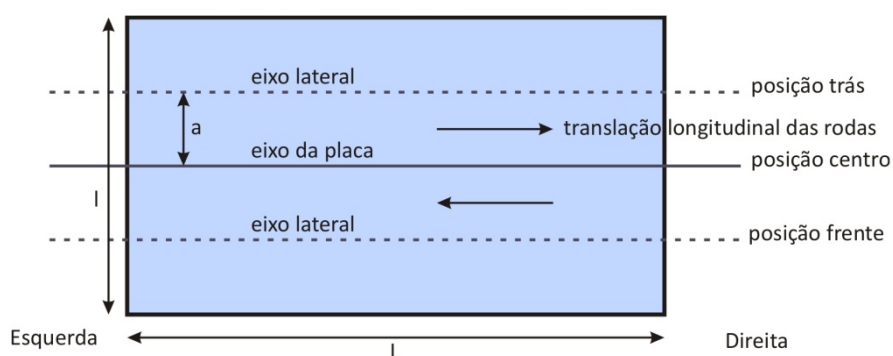 eixo lateral
posição trás
a
translação longitudinal das rodas
eixo da placa
posição centro
l
eixo lateral
posição frente
Esquerda
L
Direita